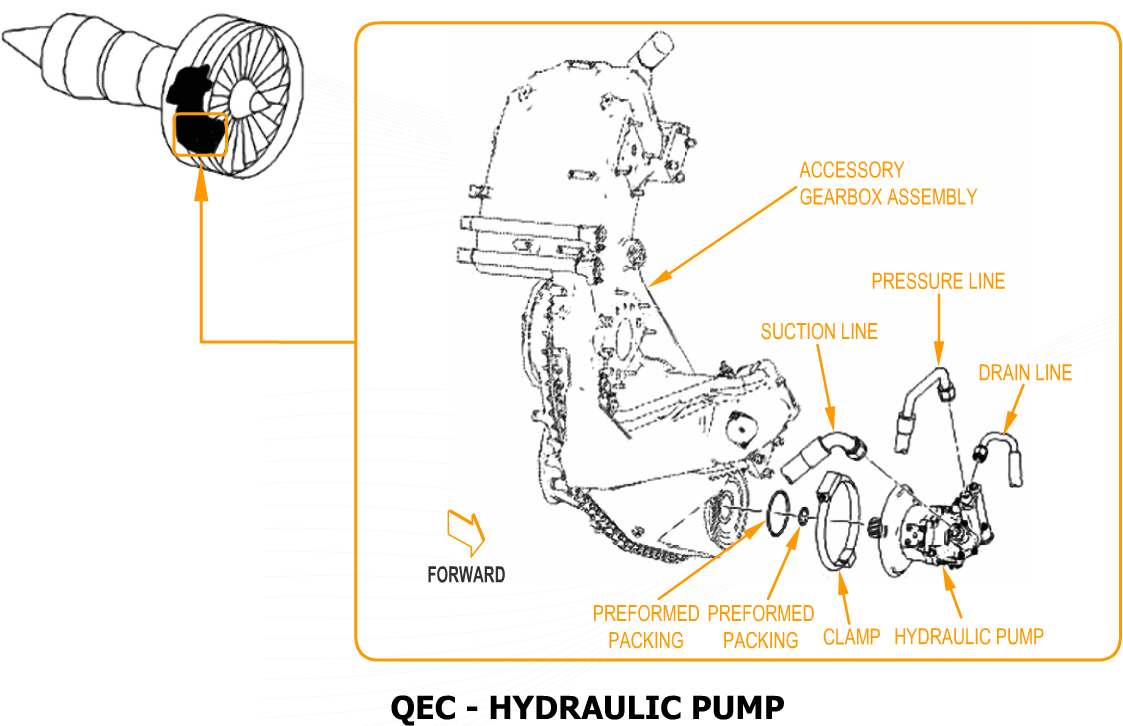 ACCESSORY
GEARBOX ASSEMBLY
PRESSURE LINE
SUCTION LINE
DRAIN LINE
FORWARD
PREFORMED
PACKING
PREFORMED
PACKING
CLAMP
HYDRAULIC PUMP
QEC - HYDRAULIC PUMP